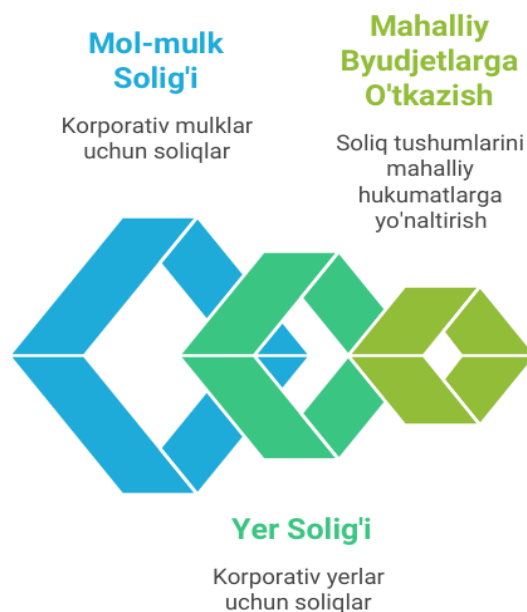 Mol-mulk
Solig'i
Korporativ mulklar
uchun soliqlar
Mahalliy
Byudjetlarga
O'tkazish
Soliq tushumlarini
mahalliy
hukumatlarga
yo'naltirish
Yer Solig'i
Korporativ yerlar
uchun soliqlar